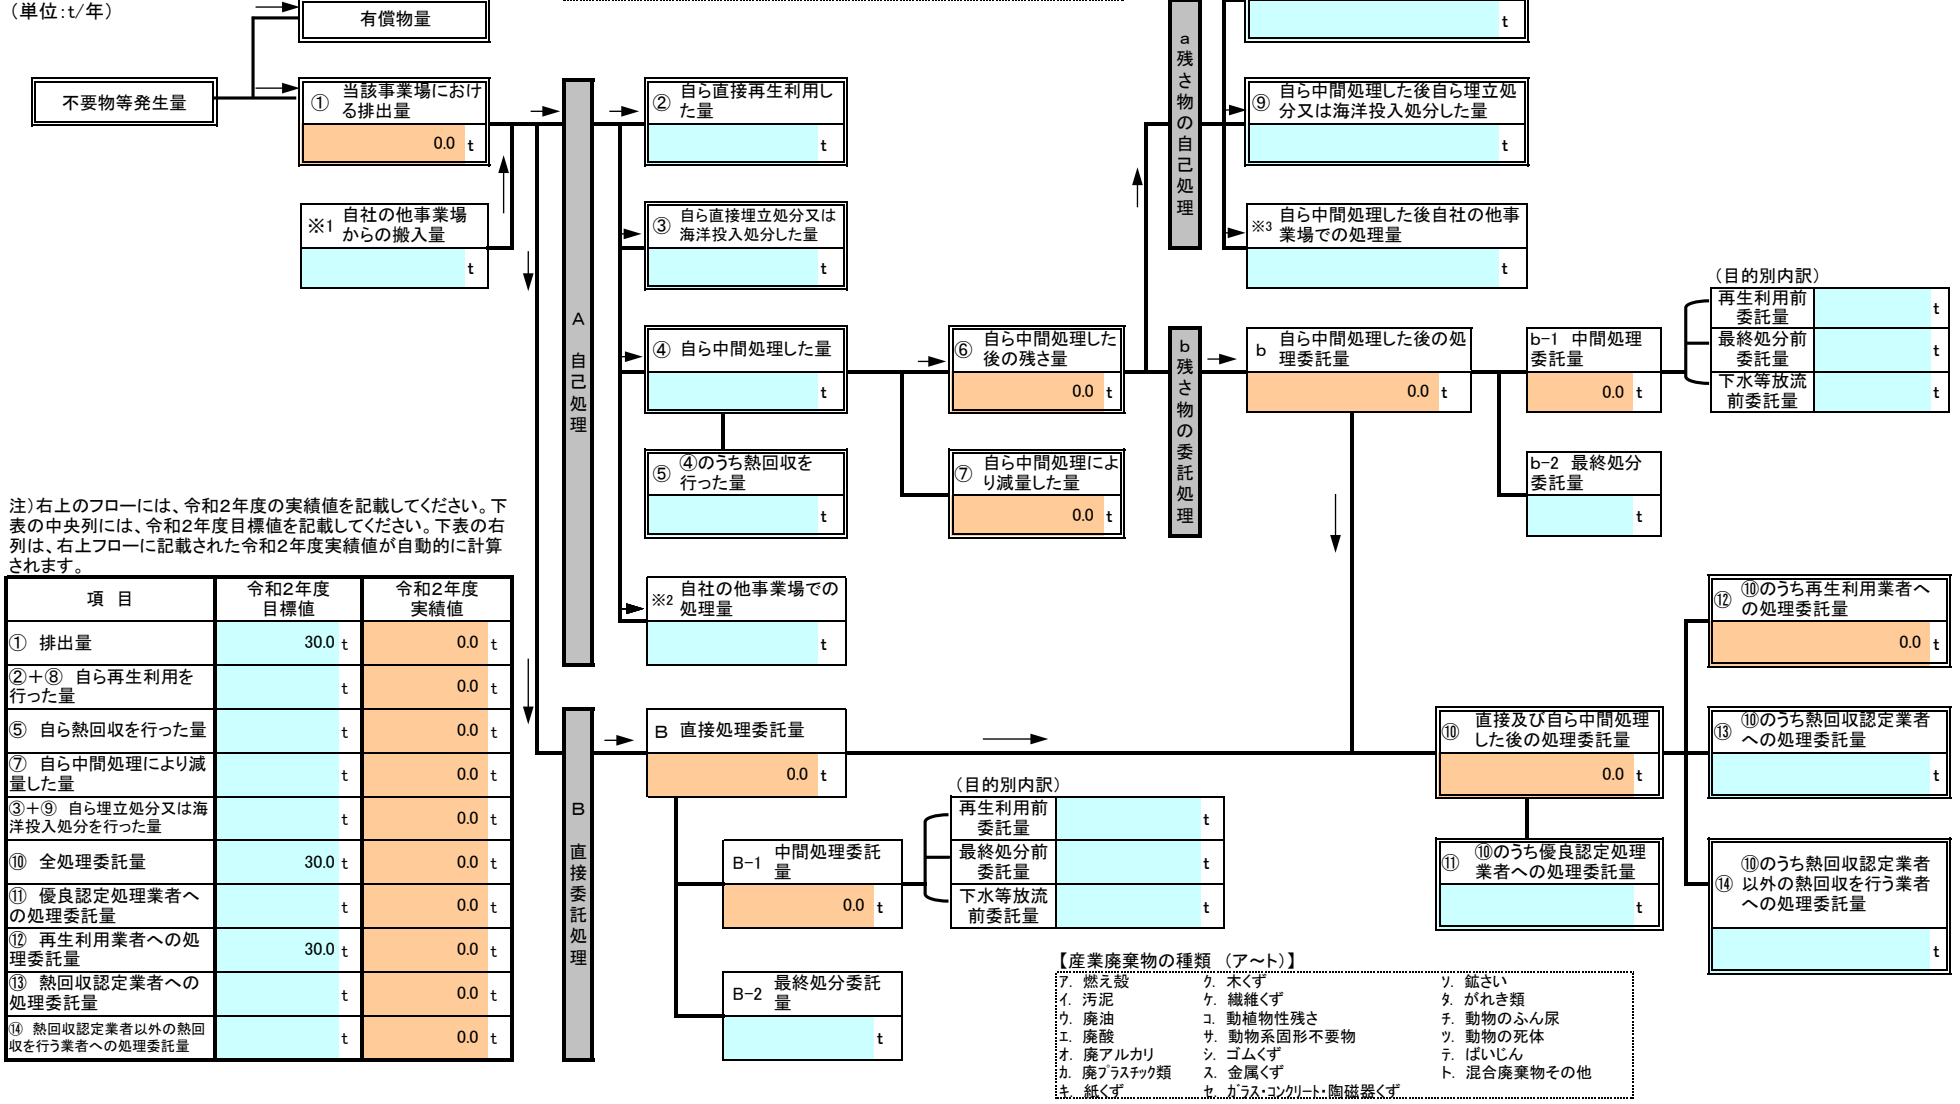 (単位:t/年)
有償物量
不要物等発生量
① 当該事業場におけ
る排出量
0.0 t
※1 自社の他事業場
からの搬入量
t
A 自己処理
② 自ら直接再生利用し
た量
t
③ 自ら直接埋立処分又は
海洋投入処分した量
t
④ 自ら中間処理した量
t
⑤ ④のうち熱回収を
行った量
t
※2 自社の他事業場での
処理量
t
⑥ 自ら中間処理した
後の残さ量
0.0 t
⑦ 自ら中間処理によ
り減量した量
0.0 t
a 残さ物の自己処理
t
⑨ 自ら中間処理した後自ら埋立処
分又は海洋投入処分した量
t
※3 自ら中間処理した後自社の他事
業場での処理量
t
b 残さ物の委託処理
b 自ら中間処理した後の処
理委託量
0.0 t
b-1 中間処理
委託量
0.0 t
b-2 最終処分
委託量
t
(目的別内訳)
再生利用前
委託量
t
最終処分前
委託量
t
下水等放流
前委託量
t
注)右上のフローには、令和2年度の実績値を記載してください。下
表の中央列には、令和2年度目標値を記載してください。下表の右
列は、右上フローに記載された令和2年度実績値が自動的に計算
されます。
項 目
令和2年度
目標値
令和2年度
実績値
① 排出量 30.0 t 0.0 t
②+⑧ 自ら再生利用を
行った量 t 0.0 t
⑤ 自ら熱回収を行った量 t 0.0 t
⑦ 自ら中間処理により減
量した量 t 0.0 t
③+⑨ 自ら埋立処分又は海
洋投入処分を行った量 t 0.0 t
⑩ 全処理委託量 30.0 t 0.0 t
⑪ 優良認定処理業者へ
の処理委託量 t 0.0 t
⑫ 再生利用業者への処
理委託量 30.0 t 0.0 t
⑬ 熱回収認定業者への
処理委託量 t 0.0 t
⑭ 熱回収認定業者以外の熱回
収を行う業者への処理委託量 t 0.0 t
B 直接委託処理
B 直接処理委託量
0.0 t
B-1 中間処理委託
量
0.0 t
B-2 最終処分委託
量
t
(目的別内訳)
再生利用前
委託量
t
最終処分前
委託量
t
下水等放流
前委託量
t
⑩ 直接及び自ら中間処理
した後の処理委託量
0.0 t
⑪ ⑩のうち優良認定処理
業者への処理委託量
t
⑫ ⑩のうち再生利用業者へ
の処理委託量
0.0 t
⑬ ⑩のうち熱回収認定業者
への処理委託量
t
⑭ ⑩のうち熱回収認定業者
以外の熱回収を行う業者
への処理委託量
t
【産業廃棄物の種類 (ア~ト)】
ア. 燃え殻 ク. 木くず ソ. 鉱さい
イ. 汚泥 ケ. 繊維くず タ. がれき類
ウ. 廃油 コ. 動植物性残さ チ. 動物のふん尿
エ. 廃酸 サ. 動物系固形不要物 ツ. 動物の死体
オ. 廃アルカリ シ. ゴムくず テ. ばいじん
カ. 廃プラスチック類 ス. 金属くず ト. 混合廃棄物その他
キ. 紙くず セ. ガラス・コンクリート・陶磁器くず